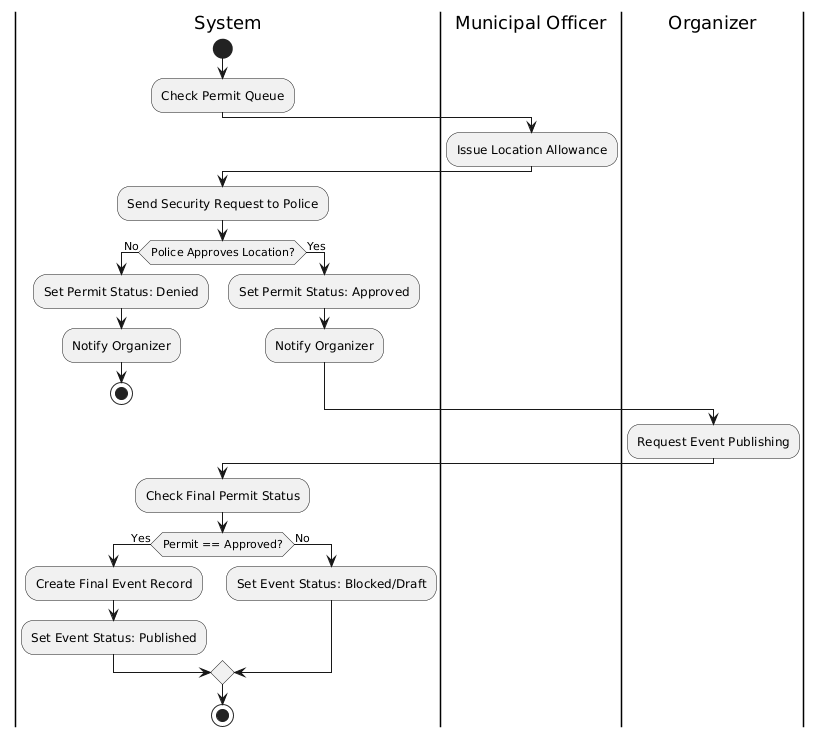 System
Municipal Officer
Organizer
Check Permit Queue
Issue Location Allowance
Send Security Request to Police
No
Police Approves Location?
Yes
Set Permit Status: Denied
Set Permit Status: Approved
Notify Organizer
Notify Organizer
Request Event Publishing
Check Final Permit Status
Yes
Permit == Approved?
No
Create Final Event Record
Set Event Status: Blocked/Draft
Set Event Status: Published